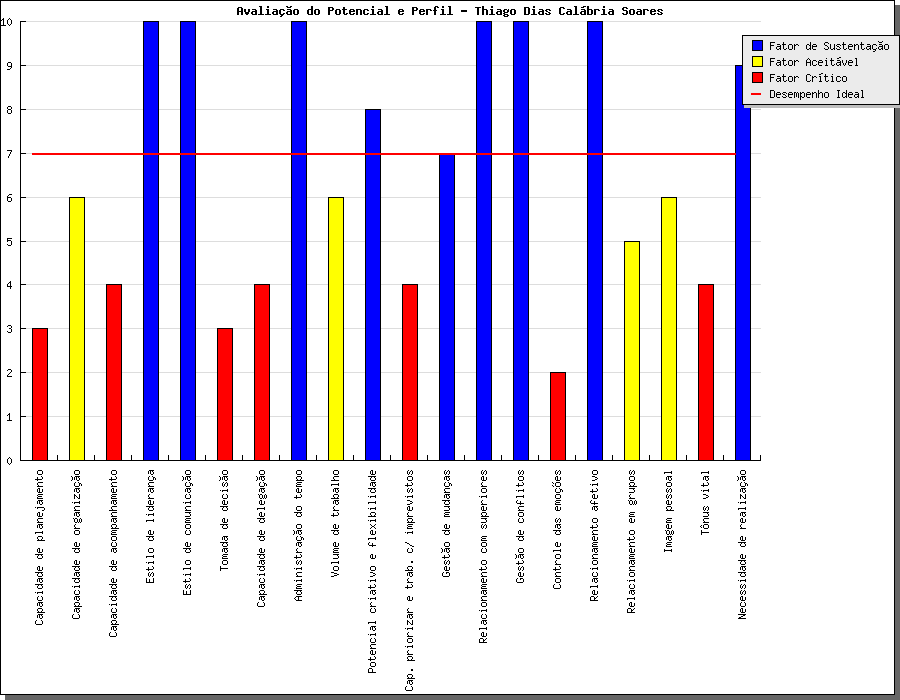 Avaliação do Potencial e Perfil - Thiago Dias Calábria Soares
Fator de Sustentação
Fator Aceitável
Fator Crítico
Desempenho Ideal
10
9
8
7
6
5
4
3
2
1
0
Capacidade de planejamento
Capacidade de organização
Capacidade de acompanhamento
Estilo de liderança
Estilo de comunicação
Tomada de decisão
Capacidade de delegação
Administração do tempo
Volume de trabalho
Potencial criativo e flexibilidade
Cap. priorizar e trab. c/ imprevistos
Gestão de mudanças
Relacionamento com superiores
Gestão de conflitos
Controle das emoções
Relacionamento afetivo
Relacionamento em grupos
Imagem pessoal
Tônus vital
Necessidade de realização